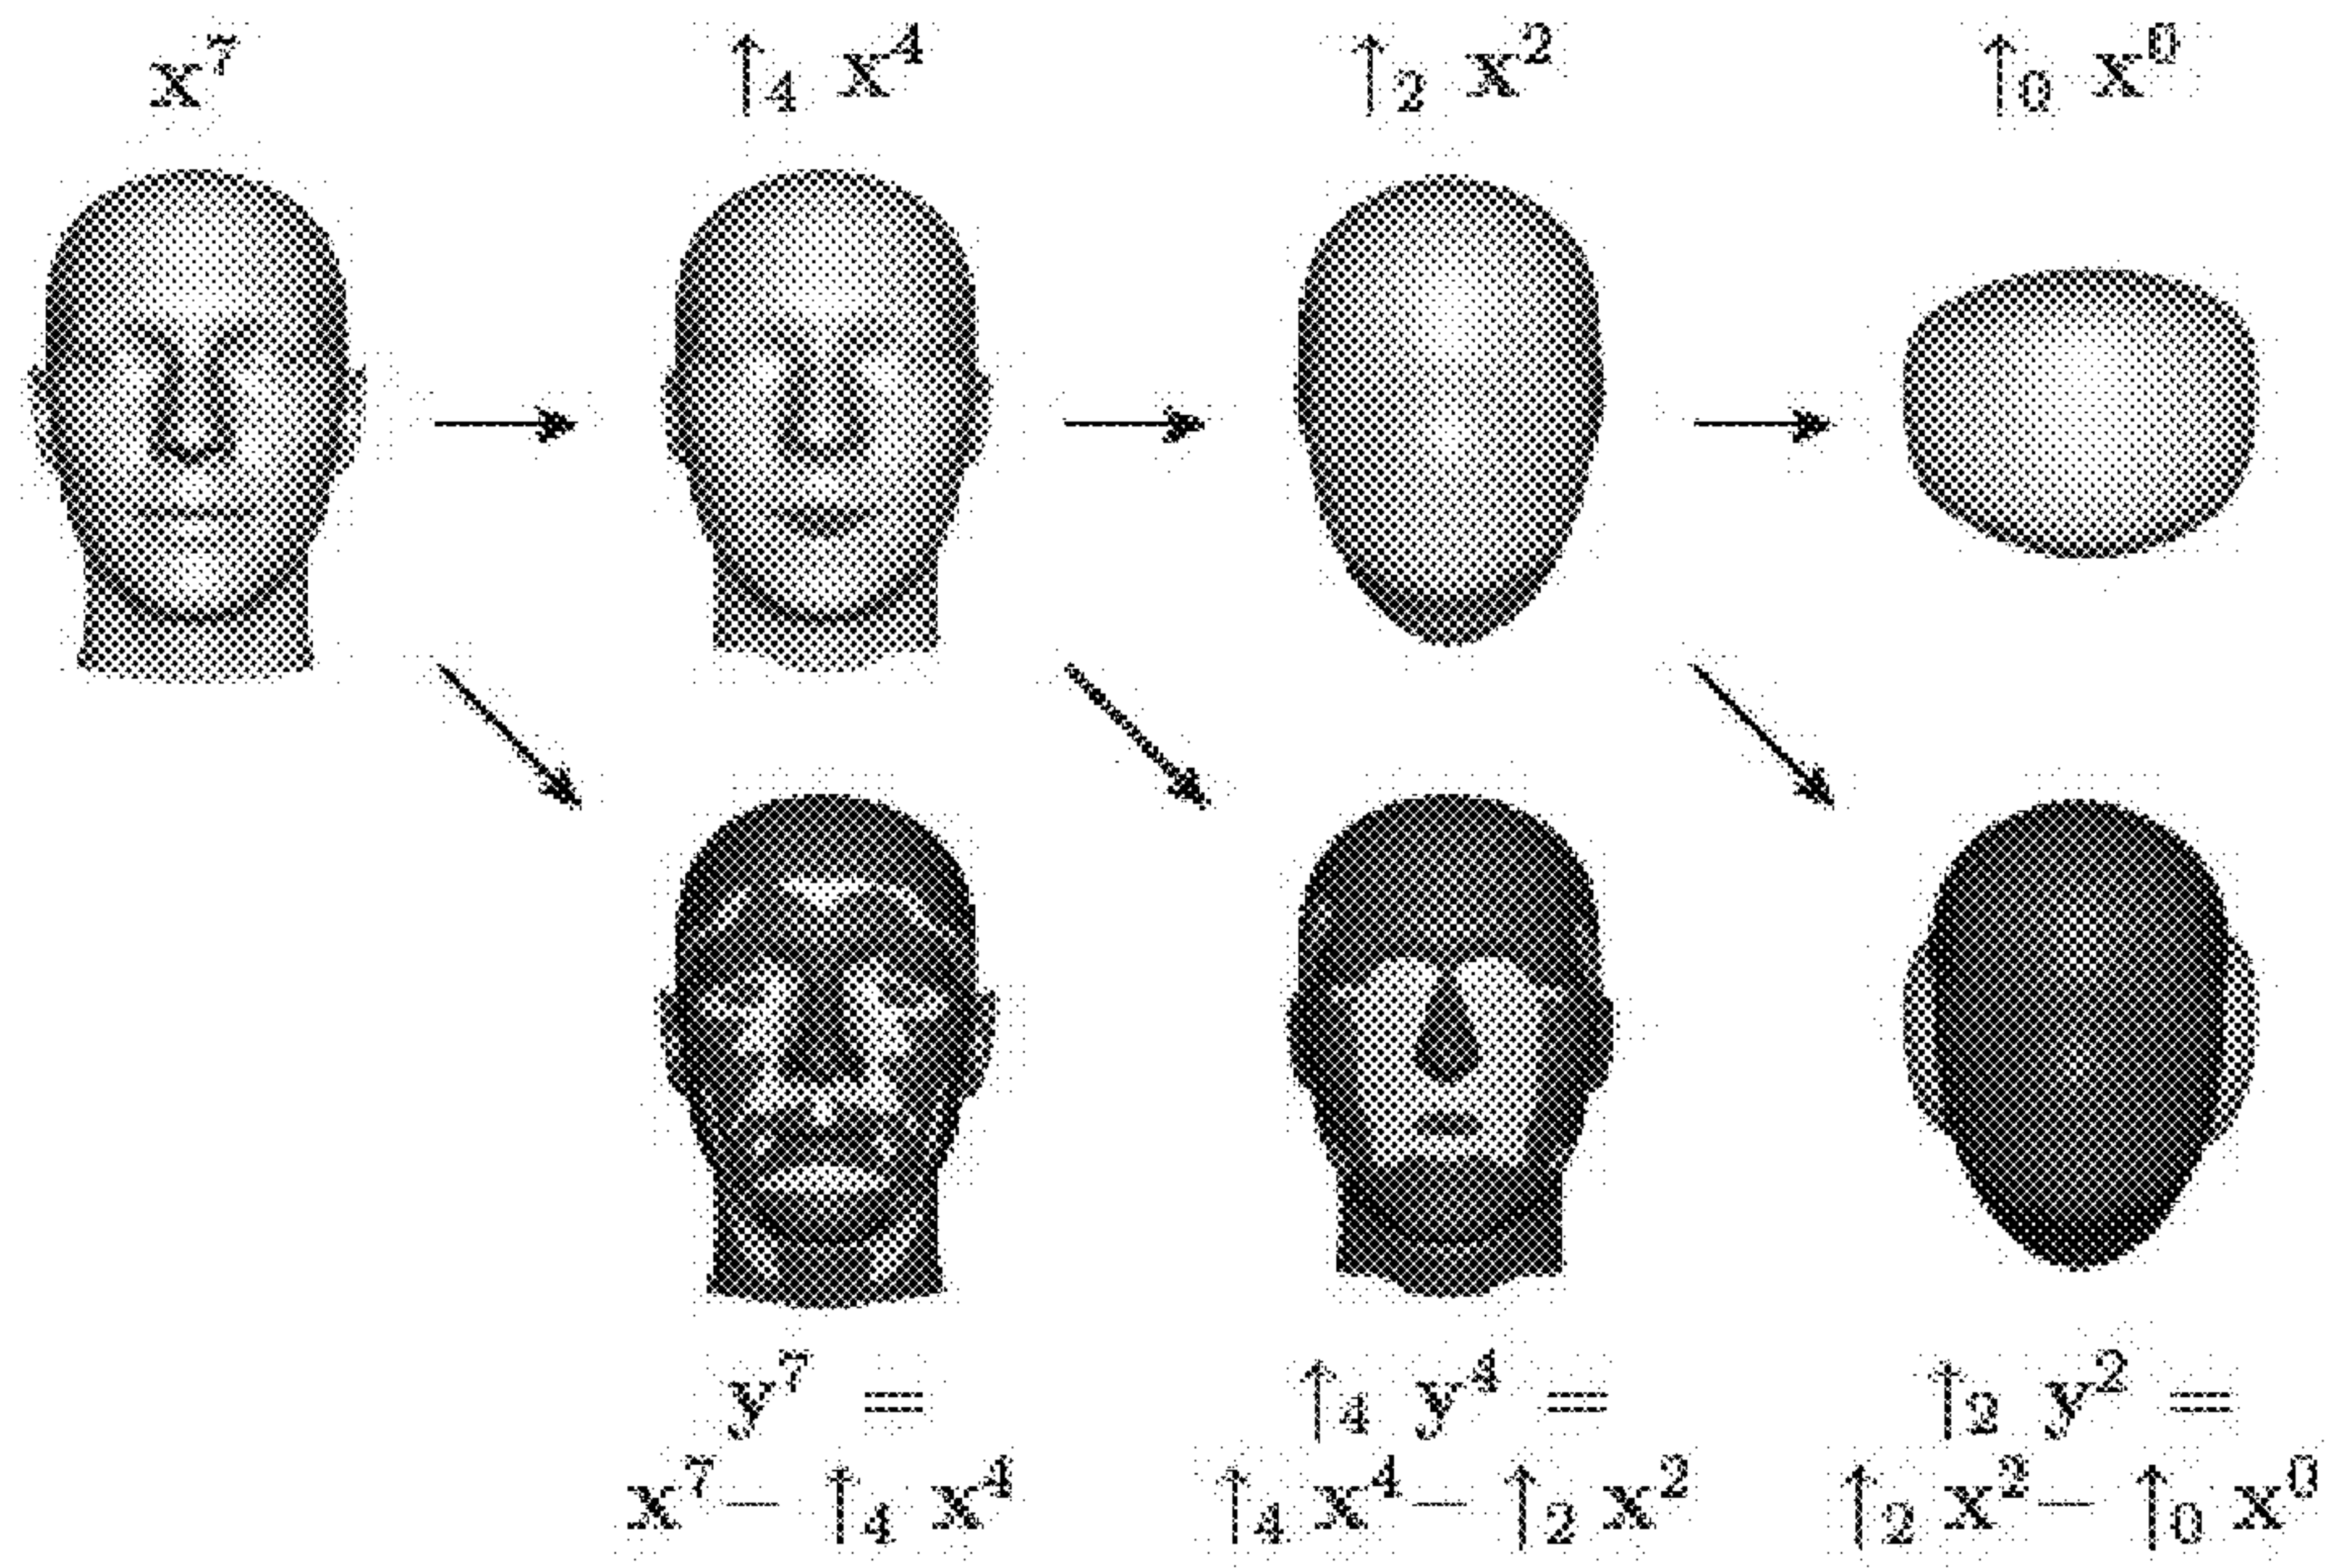 x⁷ ↑₄ x⁴ ↑₂ x² ↑₀ x⁰
y⁷ = ↑₄ y⁴ = ↑₂ y² =
x⁷− ↑₄ x⁴ ↑₄ x⁴− ↑₂ x² ↑₂ x²− ↑₀ x⁰